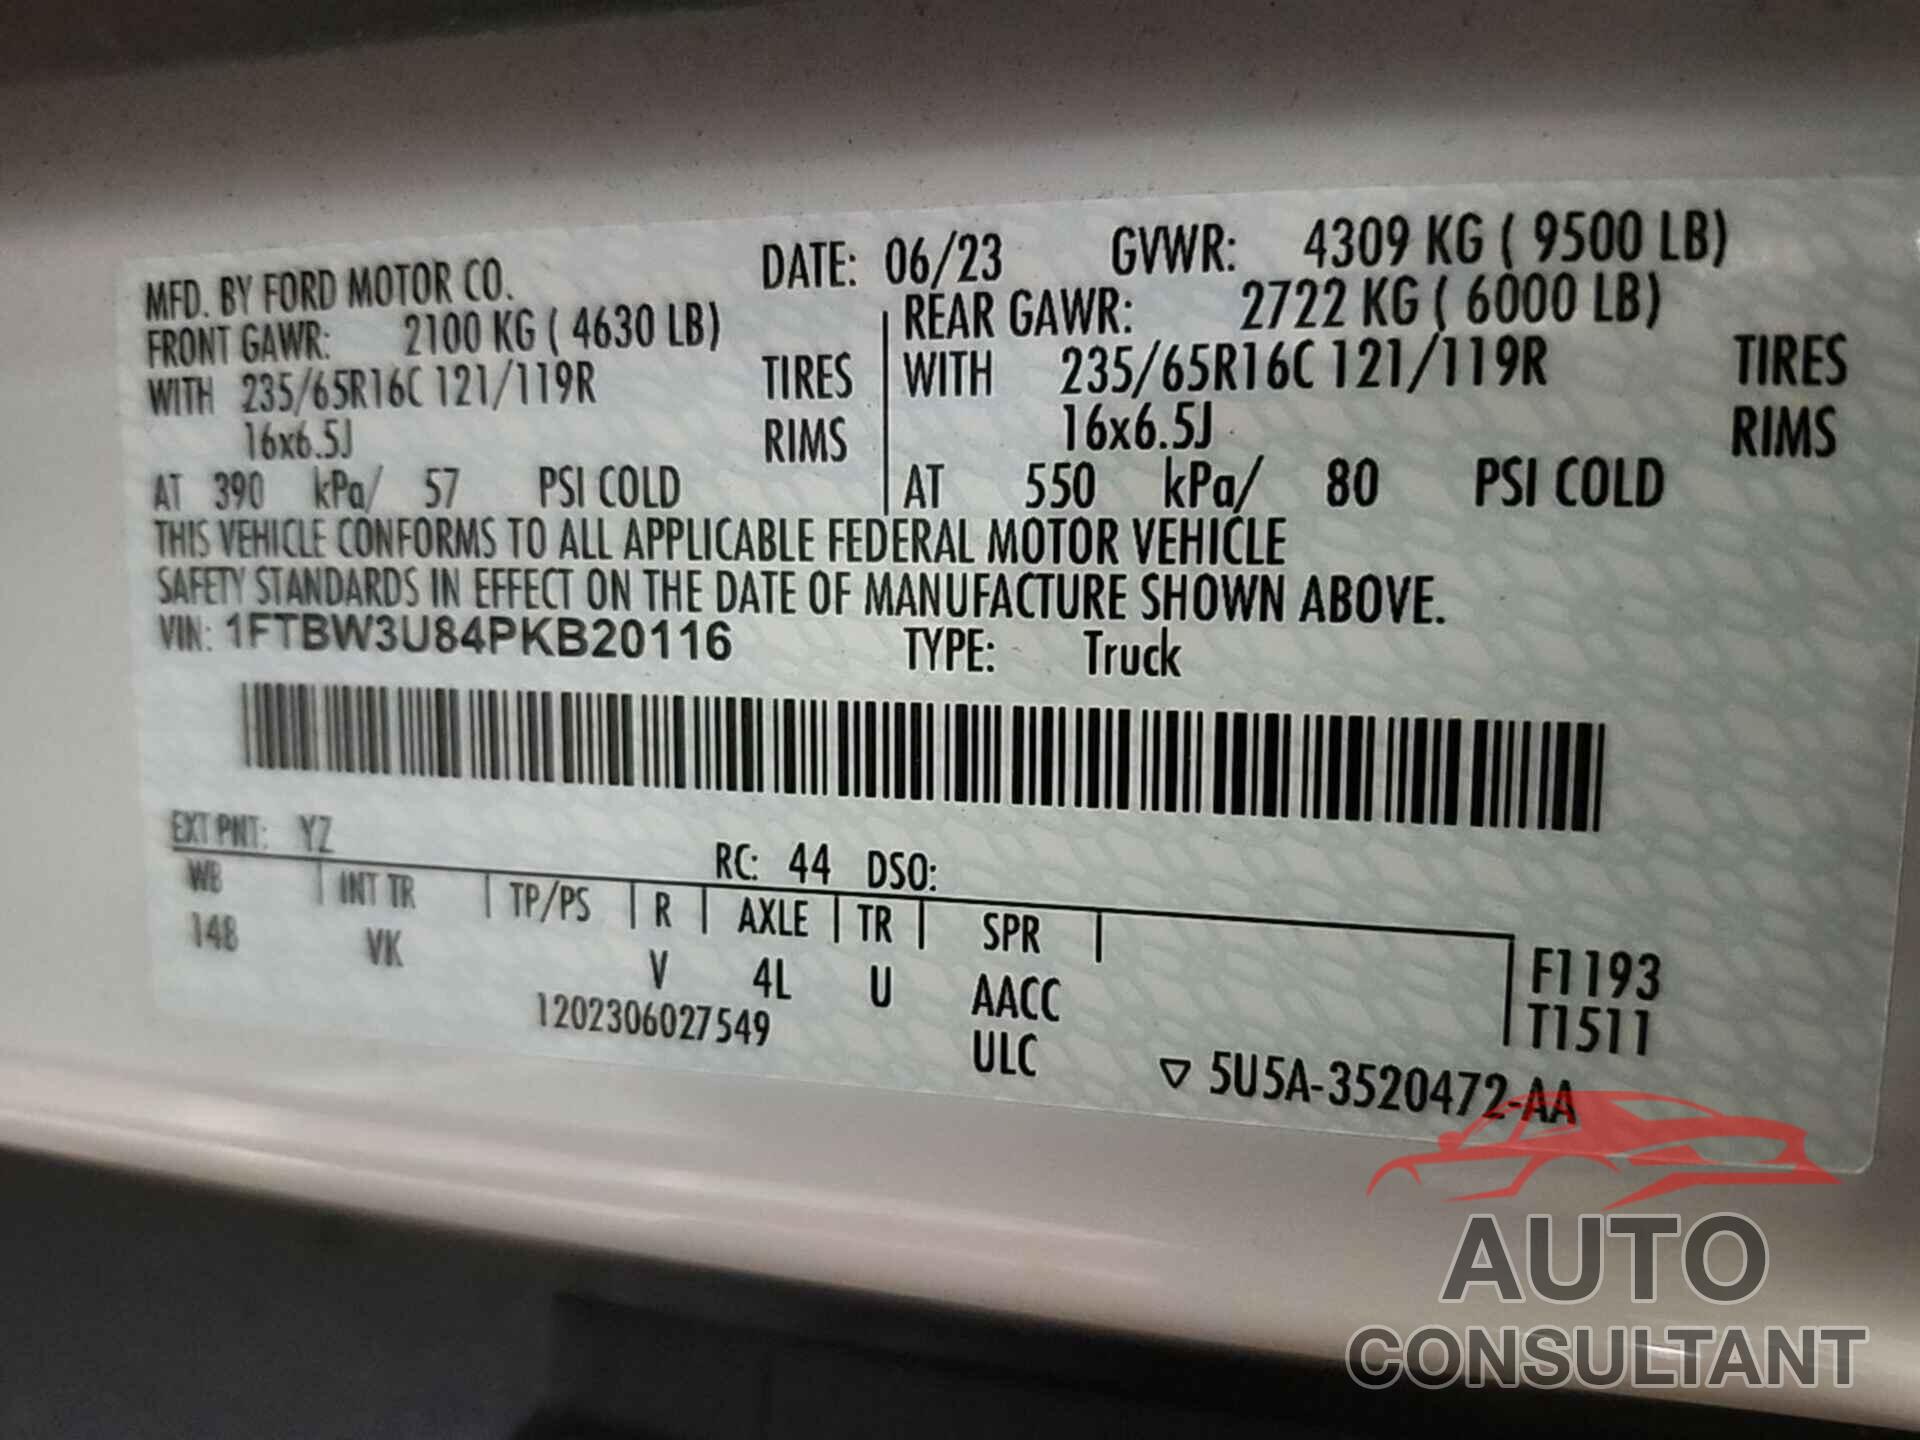 MFD. BY FORD MOTOR CO. DATE: 06/23 GVWR: 4309 KG ( 9500 LB)
FRONT GAWR: 2100 KG ( 4630 LB) REAR GAWR: 2722 KG ( 6000 LB)
WITH 235/65R16C 121/119R TIRES WITH 235/65R16C 121/119R TIRES
16x6.5J RIMS 16x6.5J RIMS
AT 390 kPa/ 57 PSI COLD AT 550 kPa/ 80 PSI COLD
THIS VEHICLE CONFORMS TO ALL APPLICABLE FEDERAL MOTOR VEHICLE
SAFETY STANDARDS IN EFFECT ON THE DATE OF MANUFACTURE SHOWN ABOVE.
VIN: 1FTBW3U84PKB20116 TYPE: Truck
EXT PNT: YZ RC: 44 DSO:
WB INT TR TP/PS R AXLE TR SPR
148 VK V 4L U AACC F1193
1202306027549 ULC T1511
▽ 5U5A-3520472-AA
AUTO
CONSULTANT